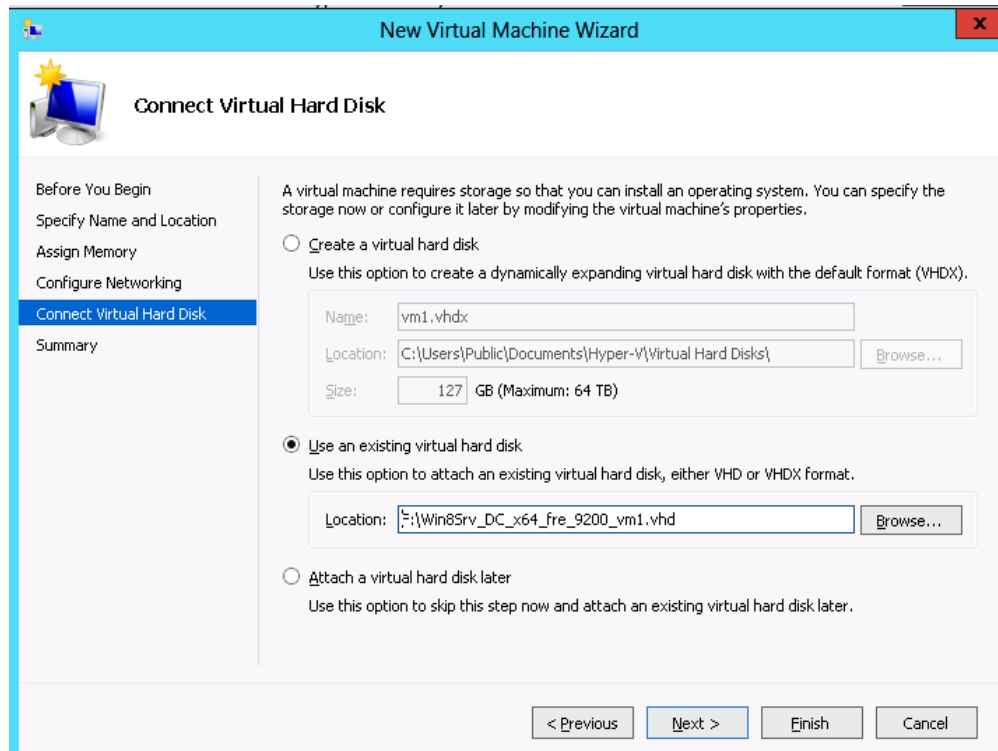 New Virtual Machine Wizard
x
Connect Virtual Hard Disk
Before You Begin
Specify Name and Location
Assign Memory
Configure Networking
Connect Virtual Hard Disk
Summary
A virtual machine requires storage so that you can install an operating system. You can specify the
storage now or configure it later by modifying the virtual machine's properties.
Create a virtual hard disk
Use this option to create a dynamically expanding virtual hard disk with the default format (VHDX).
Name: vm1.vhdx
Location: C:\Users\Public\Documents\Hyper-V\Virtual Hard Disks\ Browse...
Size: 127 GB (Maximum: 64 TB)
Use an existing virtual hard disk
Use this option to attach an existing virtual hard disk, either VHD or VHDX format.
Location: F:\Win8Srv_DC_x64_fre_9200_vm1.vhd Browse...
Attach a virtual hard disk later
Use this option to skip this step now and attach an existing virtual hard disk later.
< Previous Next > Finish Cancel